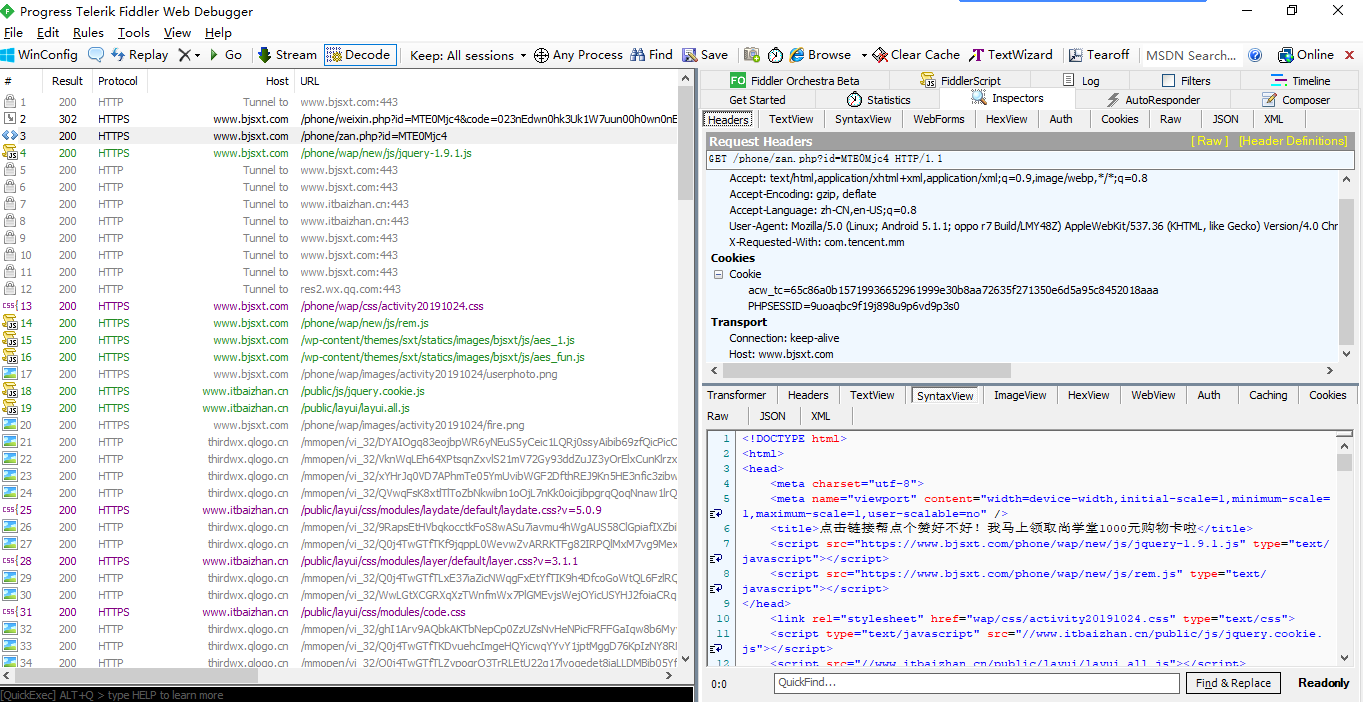 Progress Telerik Fiddler Web Debugger
File Edit Rules Tools View Help
WinConfig Replay Go Stream Decode Keep: All sessions Any Process Find Save Browse Clear Cache TextWizard Tearoff MSDN Search... Online
# Result Protocol Host URL
1 200 HTTP Tunnel to www.bjsxt.com:443
2 302 HTTPS www.bjsxt.com /phone/weixin.php?id=MTE0Mjc4&code=023nEdwn0hk3Uk1W7uun00h0wn0nE
3 200 HTTPS www.bjsxt.com /phone/zan.php?id=MTE0Mjc4
4 200 HTTPS www.bjsxt.com /phone/wap/new/js/jquery-1.9.1.js
5 200 HTTP Tunnel to www.bjsxt.com:443
6 200 HTTP Tunnel to www.bjsxt.com:443
7 200 HTTP Tunnel to www.itbaizhan.cn:443
8 200 HTTP Tunnel to www.itbaizhan.cn:443
9 200 HTTP Tunnel to www.bjsxt.com:443
10 200 HTTP Tunnel to www.bjsxt.com:443
11 200 HTTP Tunnel to www.bjsxt.com:443
12 200 HTTP Tunnel to res2.wx.qq.com:443
13 200 HTTPS www.bjsxt.com /phone/wap/css/activity20191024.css
14 200 HTTPS www.bjsxt.com /phone/wap/new/js/rem.js
15 200 HTTPS www.bjsxt.com /wp-content/themes/sxt/statics/images/bjsxt/js/aes_1.js
16 200 HTTPS www.bjsxt.com /wp-content/themes/sxt/statics/images/bjsxt/js/aes_fun.js
17 200 HTTPS www.bjsxt.com /phone/wap/images/activity20191024/userphoto.png
18 200 HTTPS www.itbaizhan.cn /public/js/jquery.cookie.js
19 200 HTTPS www.itbaizhan.cn /public/layui/layui.all.js
20 200 HTTPS www.bjsxt.com /phone/wap/images/activity20191024/fire.png
21 200 HTTP thirdwx.qlogo.cn
22 200 HTTP thirdwx.qlogo.cn
23 200 HTTP thirdwx.qlogo.cn
24 200 HTTP thirdwx.qlogo.cn
25 200 HTTPS www.itbaizhan.cn /public/layui/css/modules/laydate/default/laydate.css?v=5.0.9
26 200 HTTP thirdwx.qlogo.cn
27 200 HTTP thirdwx.qlogo.cn
28 200 HTTPS www.itbaizhan.cn /public/layui/css/modules/layer/default/layer.css?v=3.1.1
29 200 HTTP thirdwx.qlogo.cn
30 200 HTTP thirdwx.qlogo.cn
31 200 HTTPS www.itbaizhan.cn /public/layui/css/modules/code.css
32 200 HTTP thirdwx.qlogo.cn
33 200 HTTP thirdwx.qlogo.cn
34 200 HTTP thirdwx.qlogo.cn
[QuickExec] ALT+Q > type HELP to learn more
FO Fiddler Orchestra Beta FiddlerScript Log Filters Timeline
Get Started Statistics Inspectors AutoResponder Composer
Headers TextView SyntaxView WebForms HexView Auth Cookies Raw JSON XML
Request Headers [ Raw ] [Header Definitions]
GET /phone/zan.php?id=MTE0Mjc4 HTTP/1.1
Accept: text/html,application/xhtml+xml,application/xml;q=0.9,image/webp,*/*;q=0.8
Accept-Encoding: gzip, deflate
Accept-Language: zh-CN,en-US;q=0.8
User-Agent: Mozilla/5.0 (Linux; Android 5.1.1; oppo r7 Build/LMY48Z) AppleWebKit/537.36 (KHTML, like Gecko) Version/4.0 Chr
X-Requested-With: com.tencent.mm
Cookies
Cookie
acw_tc=65c86a0b15719936652961999e30b8aa72635f271350e6d5a95c8452018aaa
PHPSESSID=9uoaqbc9f19j898u9p6vd9p3s0
Transport
Connection: keep-alive
Host: www.bjsxt.com
Transformer Headers TextView SyntaxView ImageView HexView WebView Auth Caching Cookies
Raw JSON XML
1 <!DOCTYPE html>
2 <html>
3 <head>
4 <meta charset="utf-8">
5 <meta name="viewport" content="width=device-width,initial-scale=1,minimum-scale=
1,maximum-scale=1,user-scalable=no" />
6 <title>点击链接帮点个赞好不好！我马上领取尚学堂1000元购物卡啦</title>
7 <script src="https://www.bjsxt.com/phone/wap/new/js/jquery-1.9.1.js" type="text/
javascript"></script>
8 <script src="https://www.bjsxt.com/phone/wap/new/js/rem.js" type="text/
javascript"></script>
9 </head>
10 <link rel="stylesheet" href="wap/css/activity20191024.css" type="text/css">
11 <script type="text/javascript" src="//www.itbaizhan.cn/public/js/jquery.cookie.
js"></script>
12 <script src="//www.itbaizhan.cn/public/layui/layui.all.js"></script>
0:0 QuickFind... Find & Replace Readonly